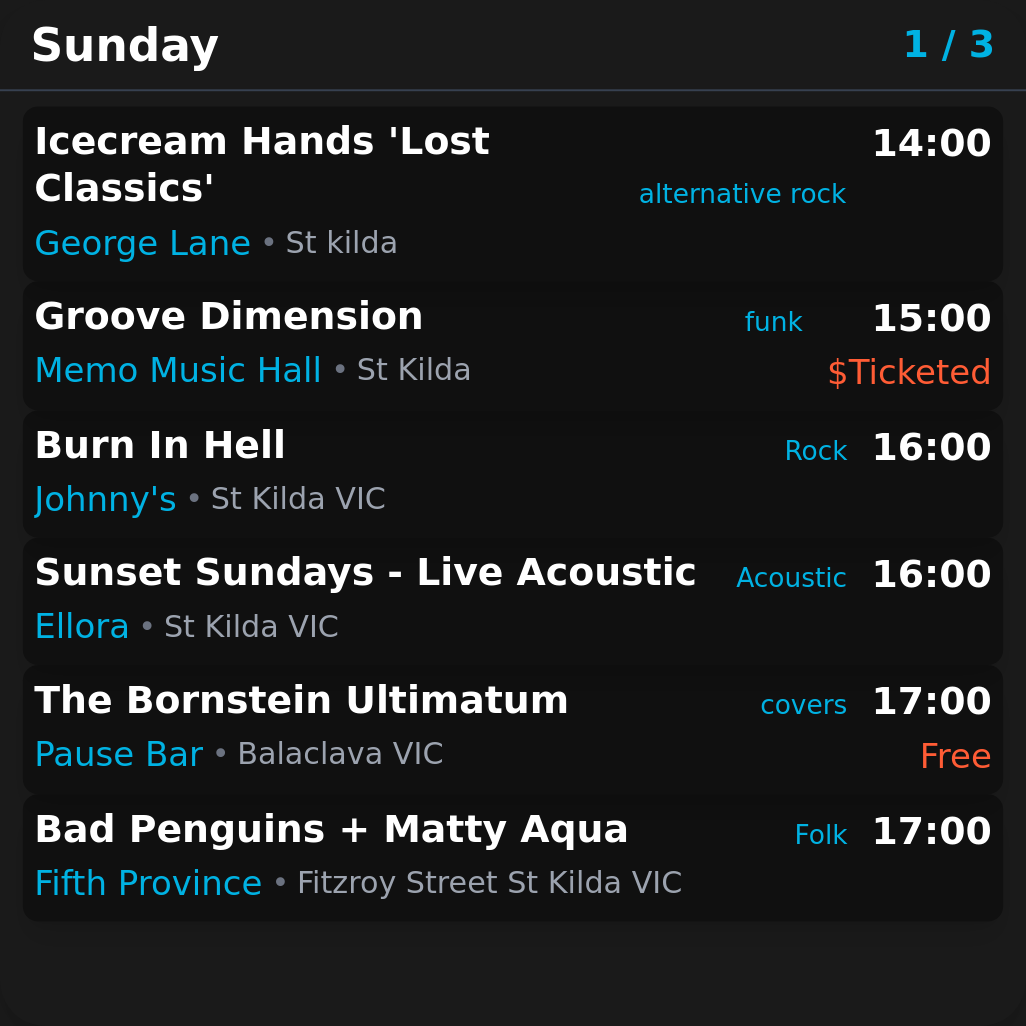 Sunday 1 / 3
Icecream Hands 'Lost
Classics' alternative rock 14:00
George Lane • St kilda
Groove Dimension funk 15:00
Memo Music Hall • St Kilda $Ticketed
Burn In Hell Rock 16:00
Johnny's • St Kilda VIC
Sunset Sundays - Live Acoustic Acoustic 16:00
Ellora • St Kilda VIC
The Bornstein Ultimatum covers 17:00
Pause Bar • Balaclava VIC Free
Bad Penguins + Matty Aqua Folk 17:00
Fifth Province • Fitzroy Street St Kilda VIC